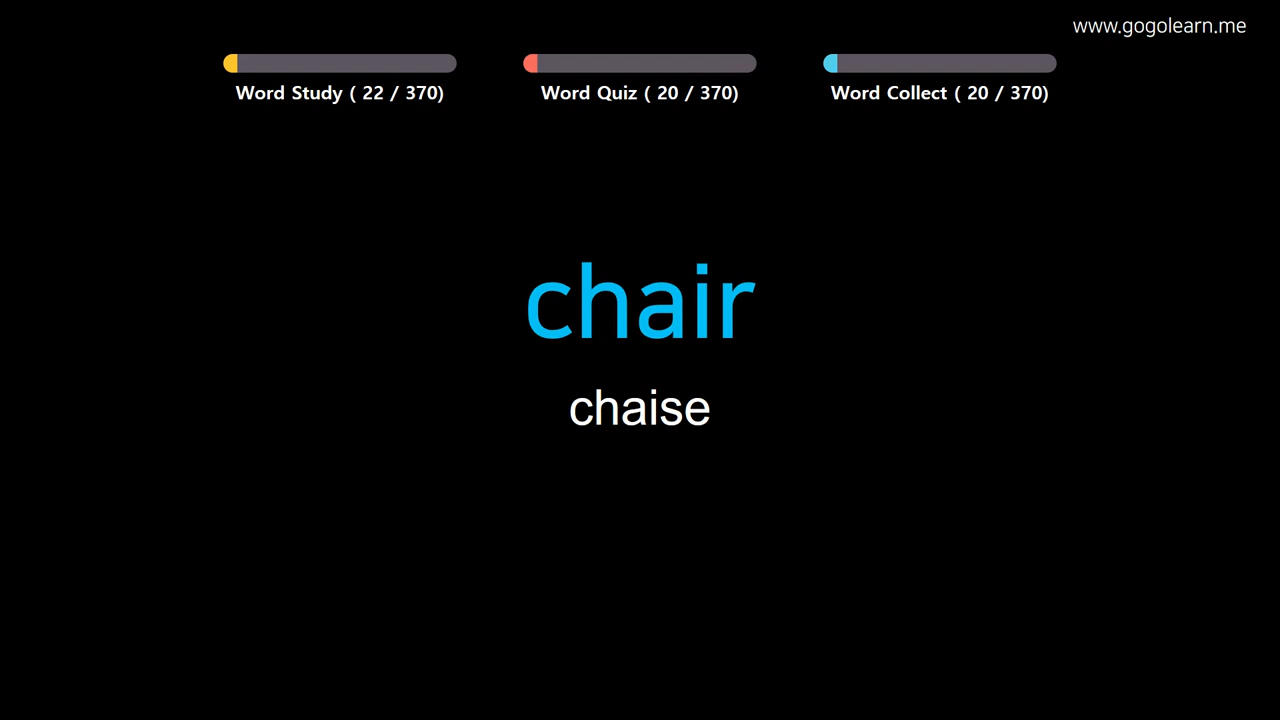 www.gogolearn.me
Word Study ( 22 / 370)
Word Quiz ( 20 / 370)
Word Collect ( 20 / 370)
chair
chaise